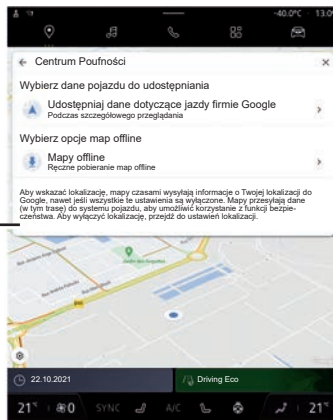 -40.0°C 13:0
Centrum Poufności
Wybierz dane pojazdu do udostępniania
Udostępniaj dane dotyczące jazdy firmie Google
Podczas szczegółowego przeglądania
Wybierz opcje map offline
Mapy offline
Ręczne pobieranie map offline
Aby wskazać lokalizację, mapy czasami wysyłają informacje o Twojej lokalizacji do
Google, nawet jeśli wszystkie te ustawienia są wyłączone. Mapy przesyłają dane
(w tym trasę) do systemu pojazdu, aby umożliwić korzystanie z funkcji bezpie-
czeństwa. Aby wyłączyć lokalizację, przejdź do ustawień lokalizacji.
22.10.2021 Driving Eco
21° 0 SYNC A/C 21°